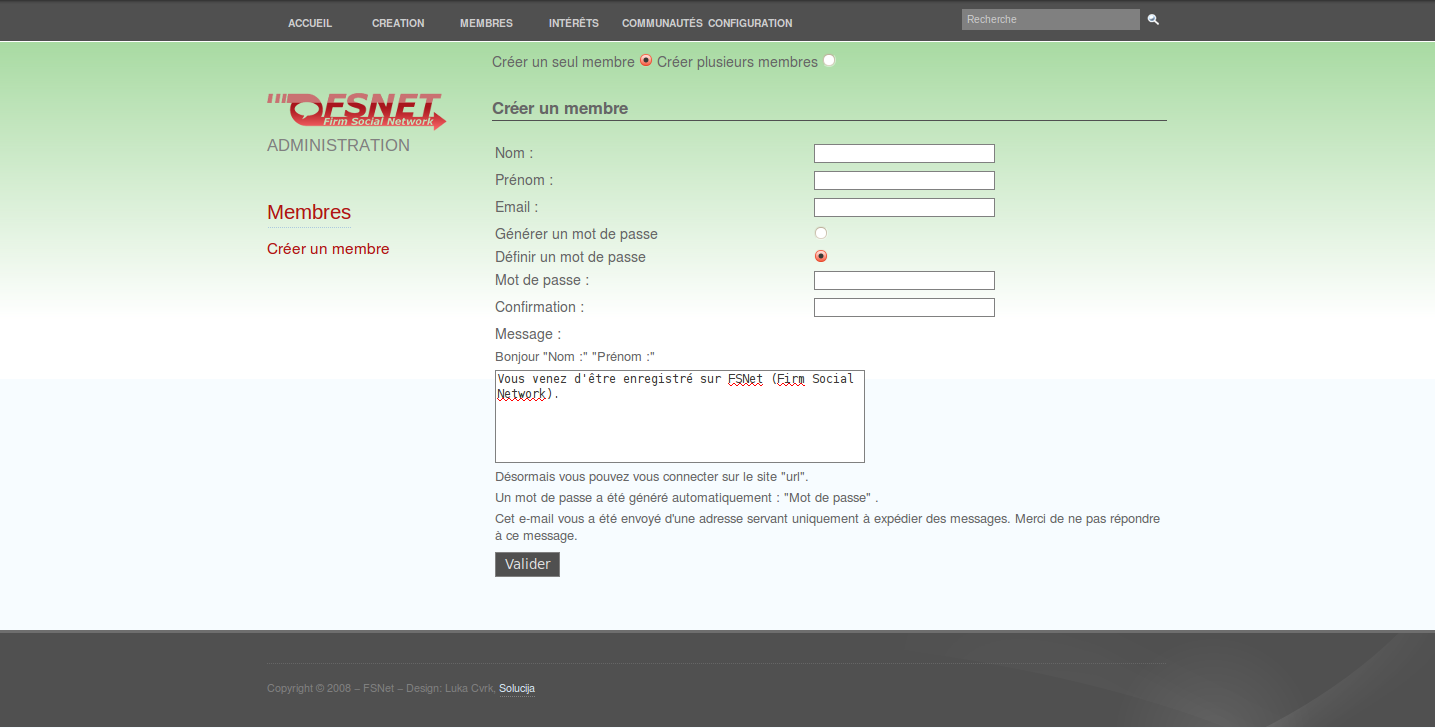 ACCUEIL CREATION MEMBRES INTÉRÊTS COMMUNAUTÉS CONFIGURATION Recherche
Créer un seul membre Créer plusieurs membres
FSNET
Firm Social Network
ADMINISTRATION
Membres
Créer un membre
Créer un membre
Nom :
Prénom :
Email :
Générer un mot de passe
Définir un mot de passe
Mot de passe :
Confirmation :
Message :
Bonjour "Nom :" "Prénom :"
Vous venez d'être enregistré sur FSNet (Firm Social
Network).
Désormais vous pouvez vous connecter sur le site "url".
Un mot de passe a été généré automatiquement : "Mot de passe" .
Cet e-mail vous a été envoyé d'une adresse servant uniquement à expédier des messages. Merci de ne pas répondre
à ce message.
Valider
Copyright © 2008 – FSNet – Design: Luka Cvrk, Solucija